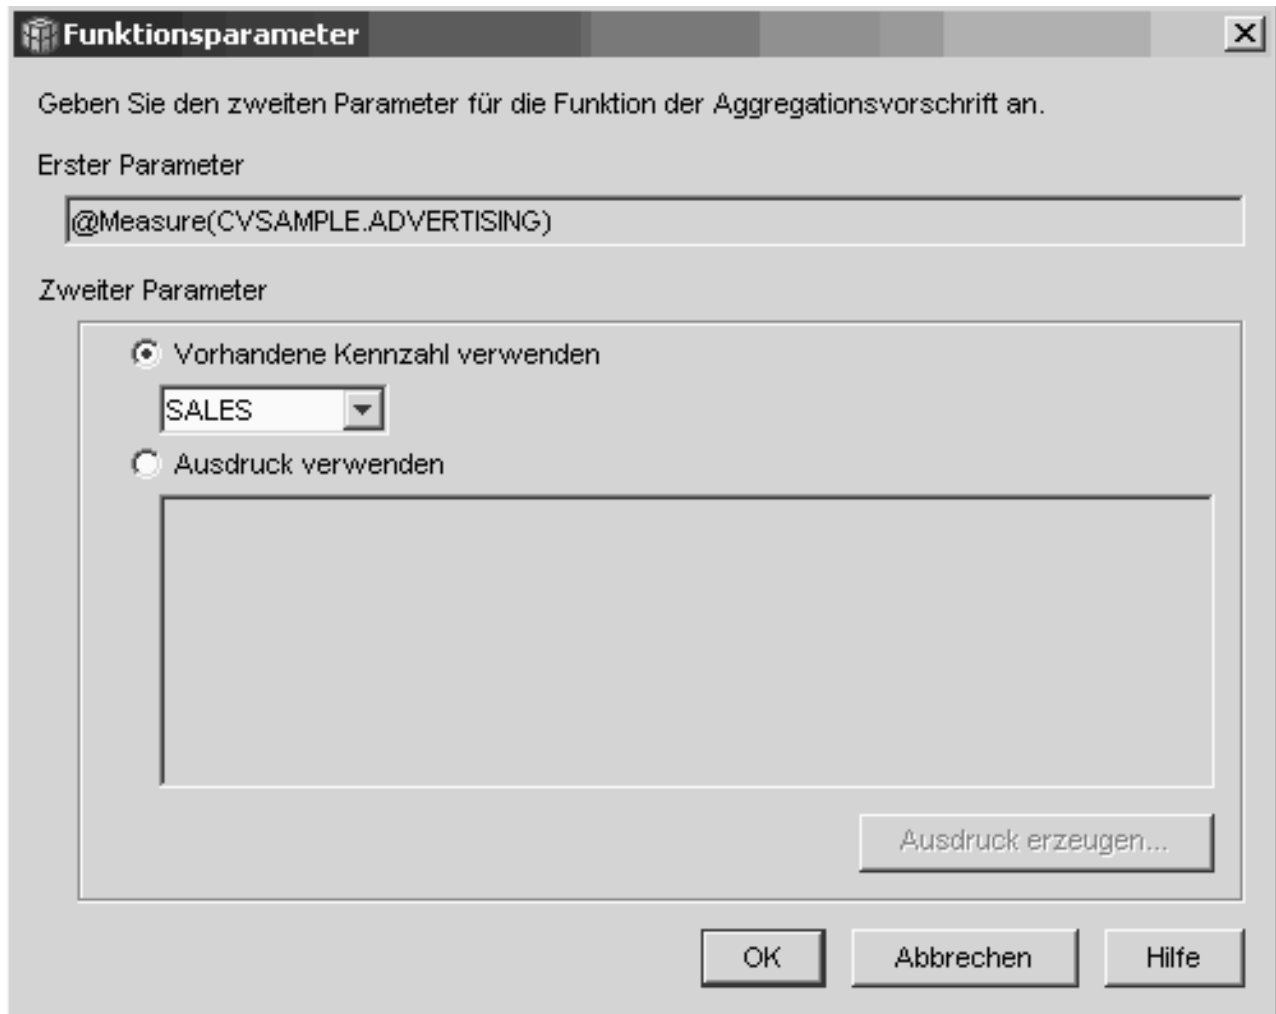 Funktionsparameter
Geben Sie den zweiten Parameter für die Funktion der Aggregationsvorschrift an.
Erster Parameter
@Measure(CVSAMPLE.ADVERTISING)
Zweiter Parameter
Vorhandene Kennzahl verwenden
SALES
Ausdruck verwenden
Ausdruck erzeugen...
OK Abbrechen Hilfe